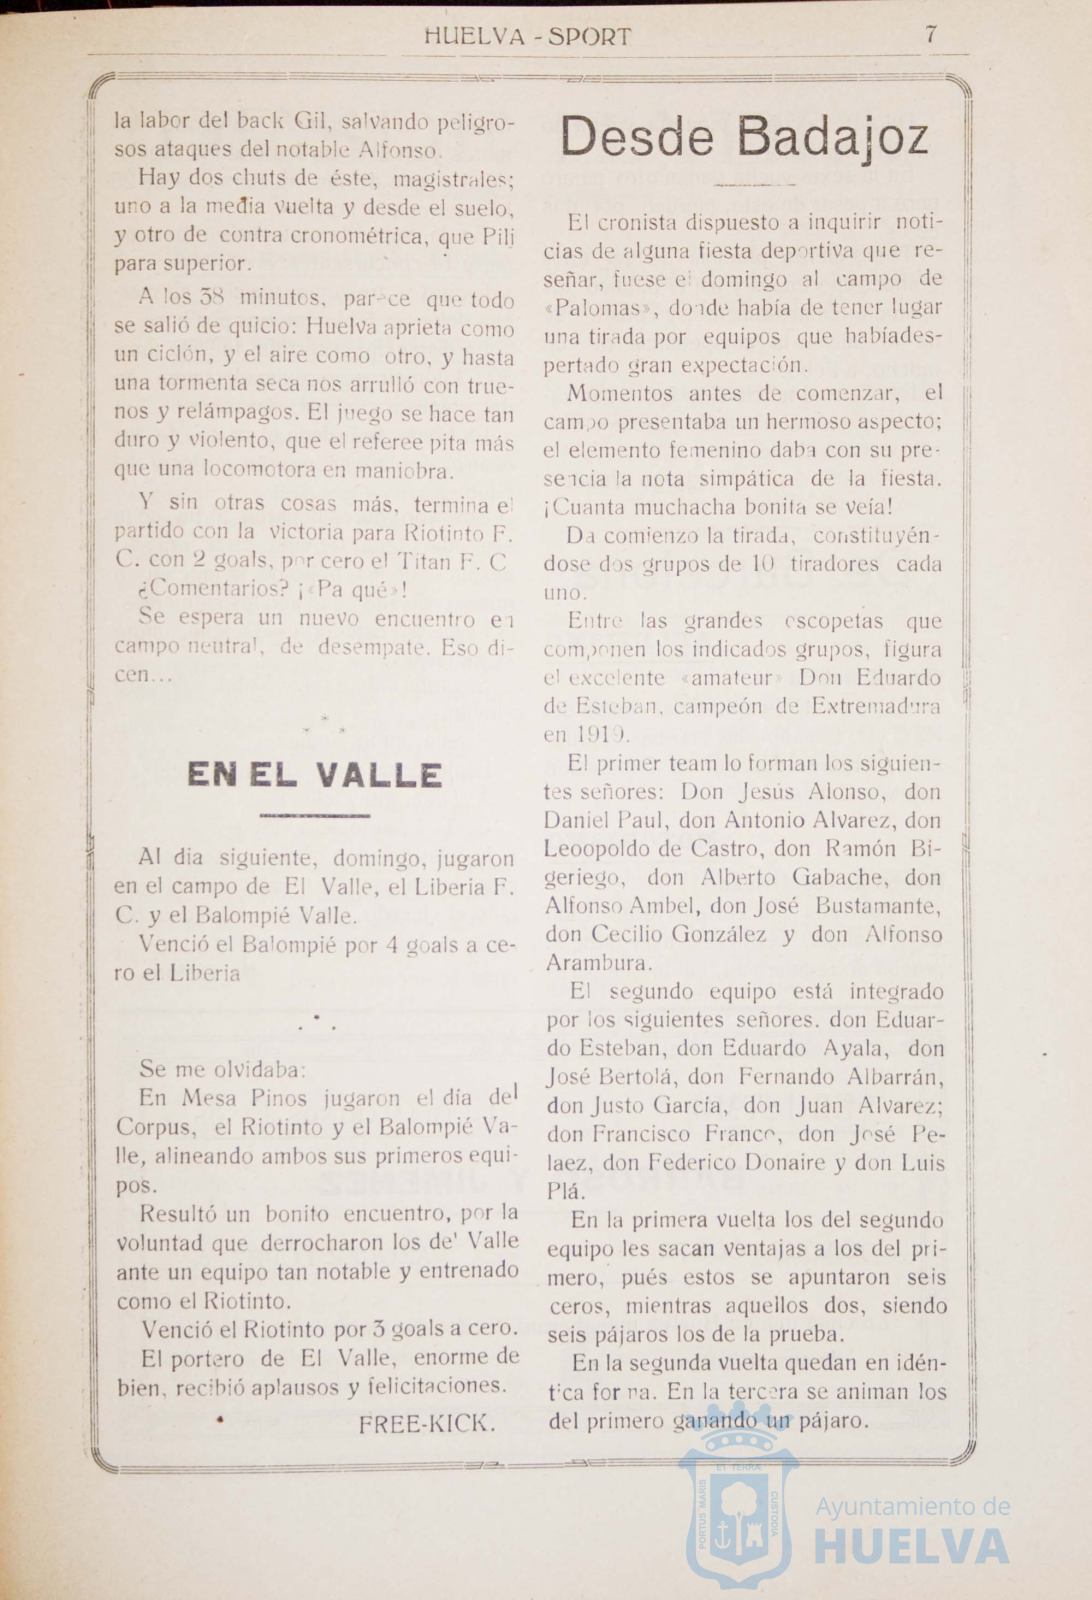 HUELVA - SPORT
7
la labor del back Gil, salvando peligro-
sos ataques del notable Alfonso.
Hay dos chuts de éste, magistrales;
uno a la media vuelta y desde el suelo,
y otro de contra cronométrica, que Pili
para superior.
A los 38 minutos, parece que todo
se salió de quicio: Huelva aprieta como
un ciclón, y el aire como otro, y hasta
una tormenta seca nos arrulló con true-
nos y relámpagos. El juego se hace tan
duro y violento, que el referee pita más
que una locomotora en maniobra.
Y sin otras cosas más, termina el
partido con la victoria para Riotinto F.
C. con 2 goals, por cero el Titan F. C
¿Comentarios? ¡«Pa qué»!
Se espera un nuevo encuentro en
campo neutral, de desempate. Eso di-
cen...
EN EL VALLE
Al dia siguiente, domingo, jugaron
en el campo de El Valle, el Liberia F.
C. y el Balompié Valle.
Venció el Balompié por 4 goals a ce-
ro el Liberia
Se me olvidaba:
En Mesa Pinos jugaron el día del
Corpus, el Riotinto y el Balompié Va-
lle, alineando ambos sus primeros equi-
pos.
Resultó un bonito encuentro, por la
voluntad que derrocharon los del Valle
ante un equipo tan notable y entrenado
como el Riotinto.
Venció el Riotinto por 3 goals a cero.
El portero de El Valle, enorme de
bien, recibió aplausos y felicitaciones.
FREE-KICK.
Desde Badajoz
El cronista dispuesto a inquirir noti-
cias de alguna fiesta deportiva que re-
señar, fuese el domingo al campo de
«Palomas», donde había de tener lugar
una tirada por equipos que habíades-
pertado gran expectación.
Momentos antes de comenzar, el
campo presentaba un hermoso aspecto;
el elemento femenino daba con su pre-
sencia la nota simpática de la fiesta.
¡Cuanta muchacha bonita se veía!
Da comienzo la tirada, constituyén-
dose dos grupos de 10 tiradores cada
uno.
Entre las grandes escopetas que
componen los indicados grupos, figura
el excelente «amateur» Don Eduardo
de Esteban, campeón de Extremadura
en 1919.
El primer team lo forman los siguien-
tes señores: Don Jesús Alonso, don
Daniel Paul, don Antonio Alvarez, don
Leoopoldo de Castro, don Ramón Bi-
geriego, don Alberto Gabache, don
Alfonso Ambel, don José Bustamante,
don Cecilio González y don Alfonso
Arambura.
El segundo equipo está integrado
por los siguientes señores. don Eduar-
do Esteban, don Eduardo Ayala, don
José Bertolá, don Fernando Albarrán,
don Justo García, don Juan Alvarez;
don Francisco Franco, don José Pe-
laez, don Federico Donaire y don Luis
Plá.
En la primera vuelta los del segundo
equipo les sacan ventajas a los del pri-
mero, pués estos se apuntaron seis
ceros, mientras aquellos dos, siendo
seis pájaros los de la prueba.
En la segunda vuelta quedan en idén-
tica forma. En la tercera se animan los
del primero ganando un pájaro.
PORTUS MARIS
ET TERRÆ
CUSTODIA
Ayuntamiento de
HUELVA